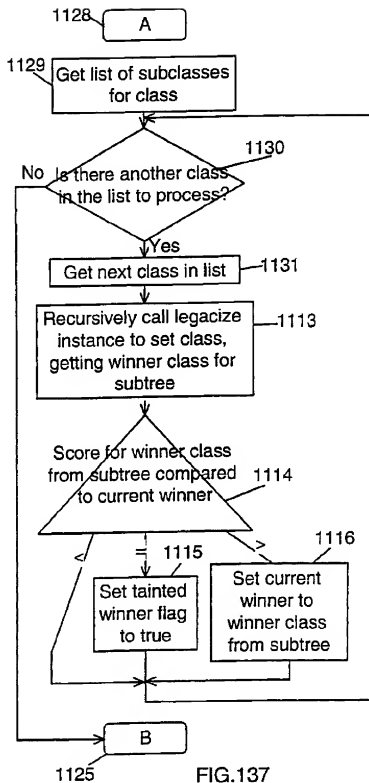 1128
A
1129
Get list of subclasses
for class
1130
No
Is there another class
in the list to process?
Yes
Get next class in list
1131
Recursively call legacize
instance to set class,
getting winner class for
subtree
1113
Score for winner class
from subtree compared
to current winner
1114
<
=
>
1115
1116
Set tainted
winner flag
to true
Set current
winner to
winner class
from subtree
B
1125
FIG.137